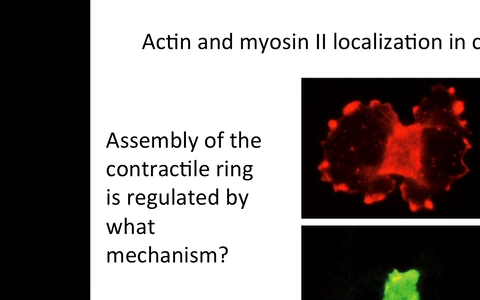 Actin and myosin II localization in
Assembly of the
contractile ring
is regulated by
what
mechanism?